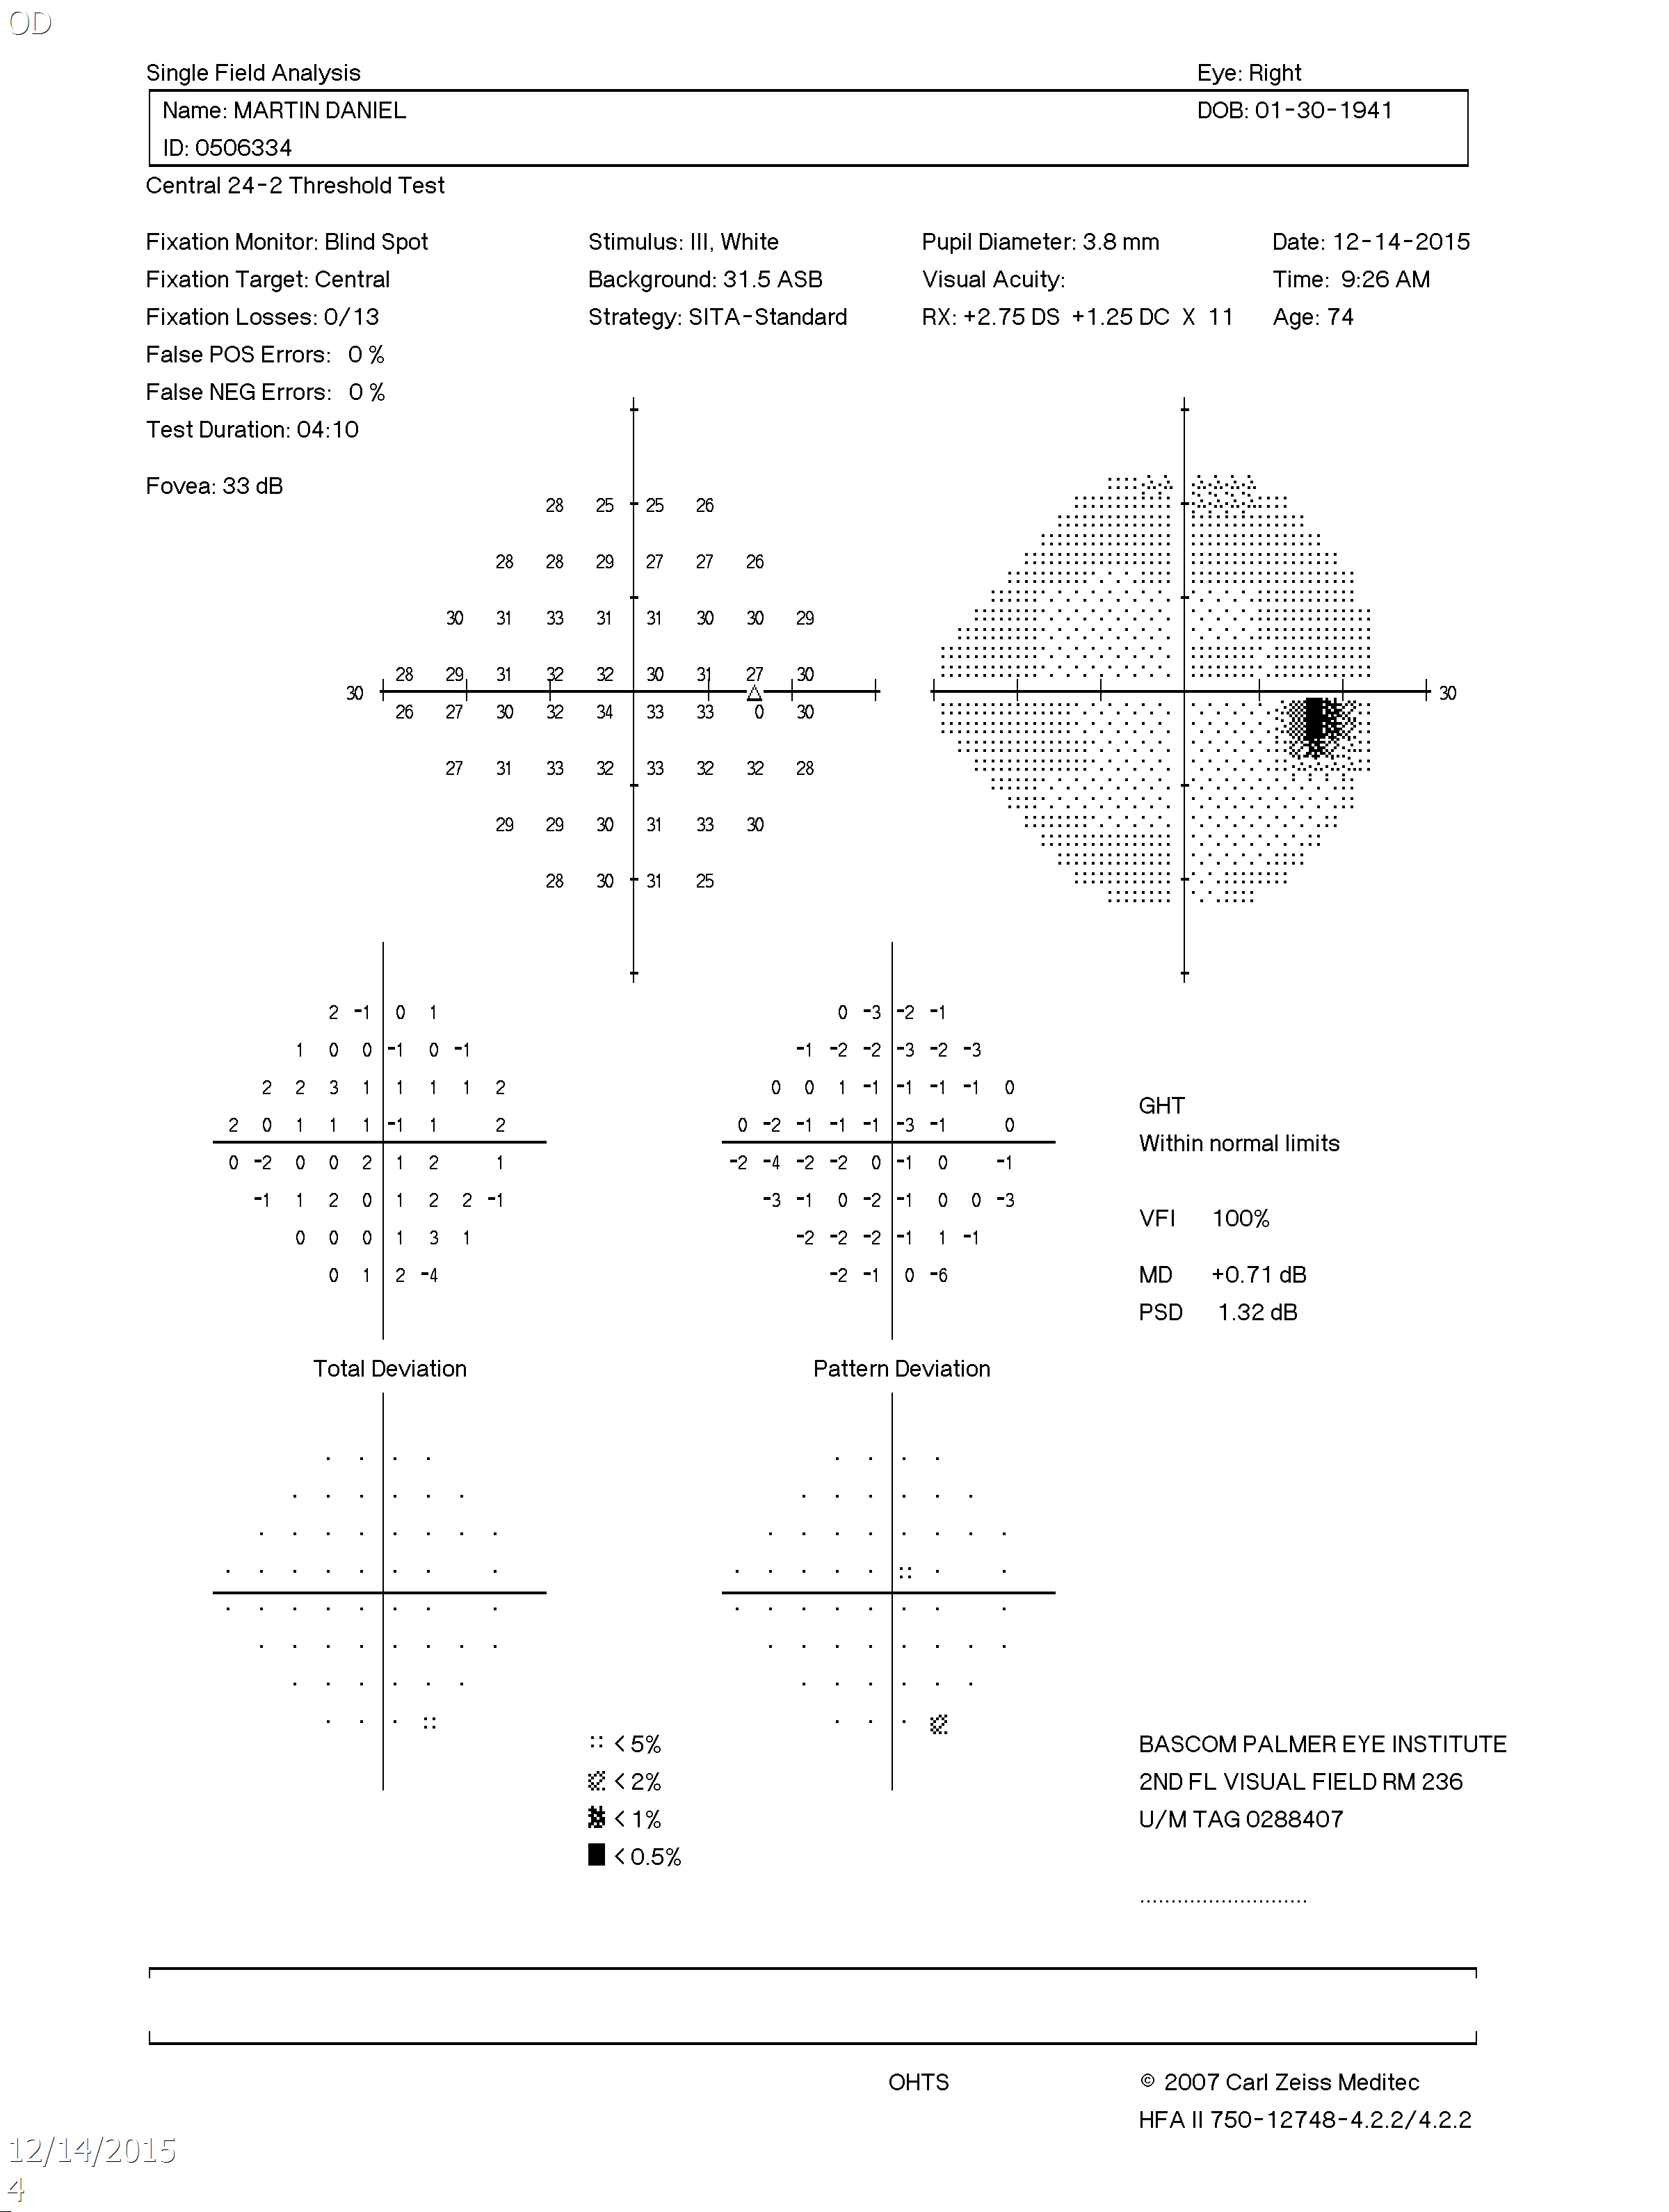 OD
Single Field Analysis Eye: Right
Name: MARTIN DANIEL DOB: 01-30-1941
ID: 0506334
Central 24-2 Threshold Test
Fixation Monitor: Blind Spot Stimulus: III, White Pupil Diameter: 3.8 mm Date: 12-14-2015
Fixation Target: Central Background: 31.5 ASB Visual Acuity: Time: 9:26 AM
Fixation Losses: 0/13 Strategy: SITA-Standard RX: +2.75 DS +1.25 DC X 11 Age: 74
False POS Errors: 0 %
False NEG Errors: 0 %
Test Duration: 04:10
Fovea: 33 dB
28 25 25 26
28 28 29 27 27 26
30 31 33 31 31 30 30 29
28 29 31 32 32 30 31 27 30
30 30
26 27 30 32 34 33 33 0 30
27 31 33 32 33 32 32 28
29 29 30 31 33 30
28 30 31 25
2 -1 0 1 0 -3 -2 -1
1 0 0 -1 0 -1 -1 -2 -2 -3 -2 -3
2 2 3 1 1 1 1 2 0 0 1 -1 -1 -1 -1 0
GHT
2 0 1 1 1 -1 1 2 0 -2 -1 -1 -1 -3 -1 0
Within normal limits
0 -2 0 0 2 1 2 1 -2 -4 -2 -2 0 -1 0 -1
-1 1 2 0 1 2 2 -1 -3 -1 0 -2 -1 0 0 -3
VFI 100%
0 0 0 1 3 1 -2 -2 -2 -1 1 -1
0 1 2 -4 -2 -1 0 -6
MD +0.71 dB
PSD 1.32 dB
Total Deviation Pattern Deviation
< 5% BASCOM PALMER EYE INSTITUTE
< 2% 2ND FL VISUAL FIELD RM 236
< 1% U/M TAG 0288407
< 0.5%
OHTS © 2007 Carl Zeiss Meditec
HFA II 750-12748-4.2.2/4.2.2
12/14/2015
4